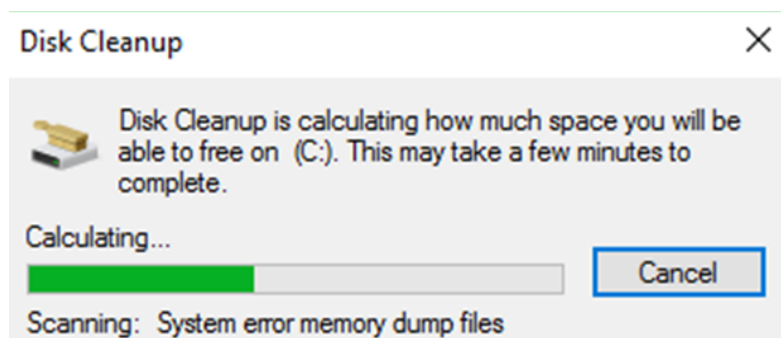 Disk Cleanup
Disk Cleanup is calculating how much space you will be
able to free on  (C:). This may take a few minutes to
complete.
Calculating...
Cancel
Scanning:   System error memory dump files